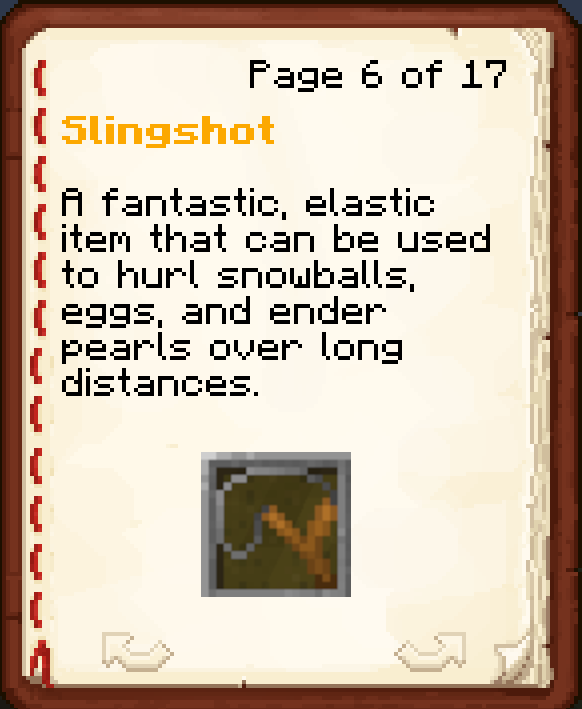 Page 6 of 17
Slingshot
A fantastic, elastic
item that can be used
to hurl snowballs,
eggs, and ender
pearls over long
distances.